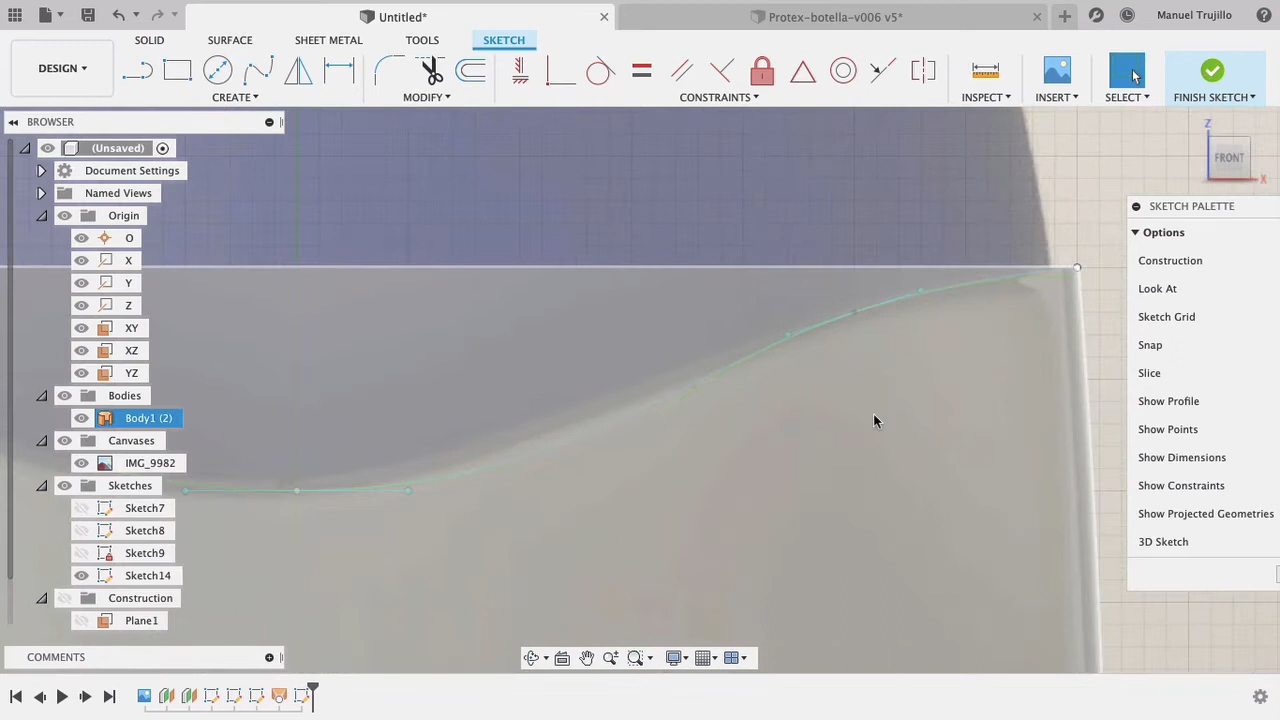 Untitled*
Protex-botella-v006 v5*
Manuel Trujillo
DESIGN
SOLID
SURFACE
SHEET METAL
TOOLS
SKETCH
CREATE
MODIFY
CONSTRAINTS
INSPECT
INSERT
SELECT
FINISH SKETCH
BROWSER
(Unsaved)
Document Settings
Named Views
Origin
O
X
Y
Z
XY
XZ
YZ
Bodies
Body1 (2)
Canvases
IMG_9982
Sketches
Sketch7
Sketch8
Sketch9
Sketch14
Construction
Plane1
Z
FRONT
X
SKETCH PALETTE
Options
Construction
Look At
Sketch Grid
Snap
Slice
Show Profile
Show Points
Show Dimensions
Show Constraints
Show Projected Geometries
3D Sketch
COMMENTS